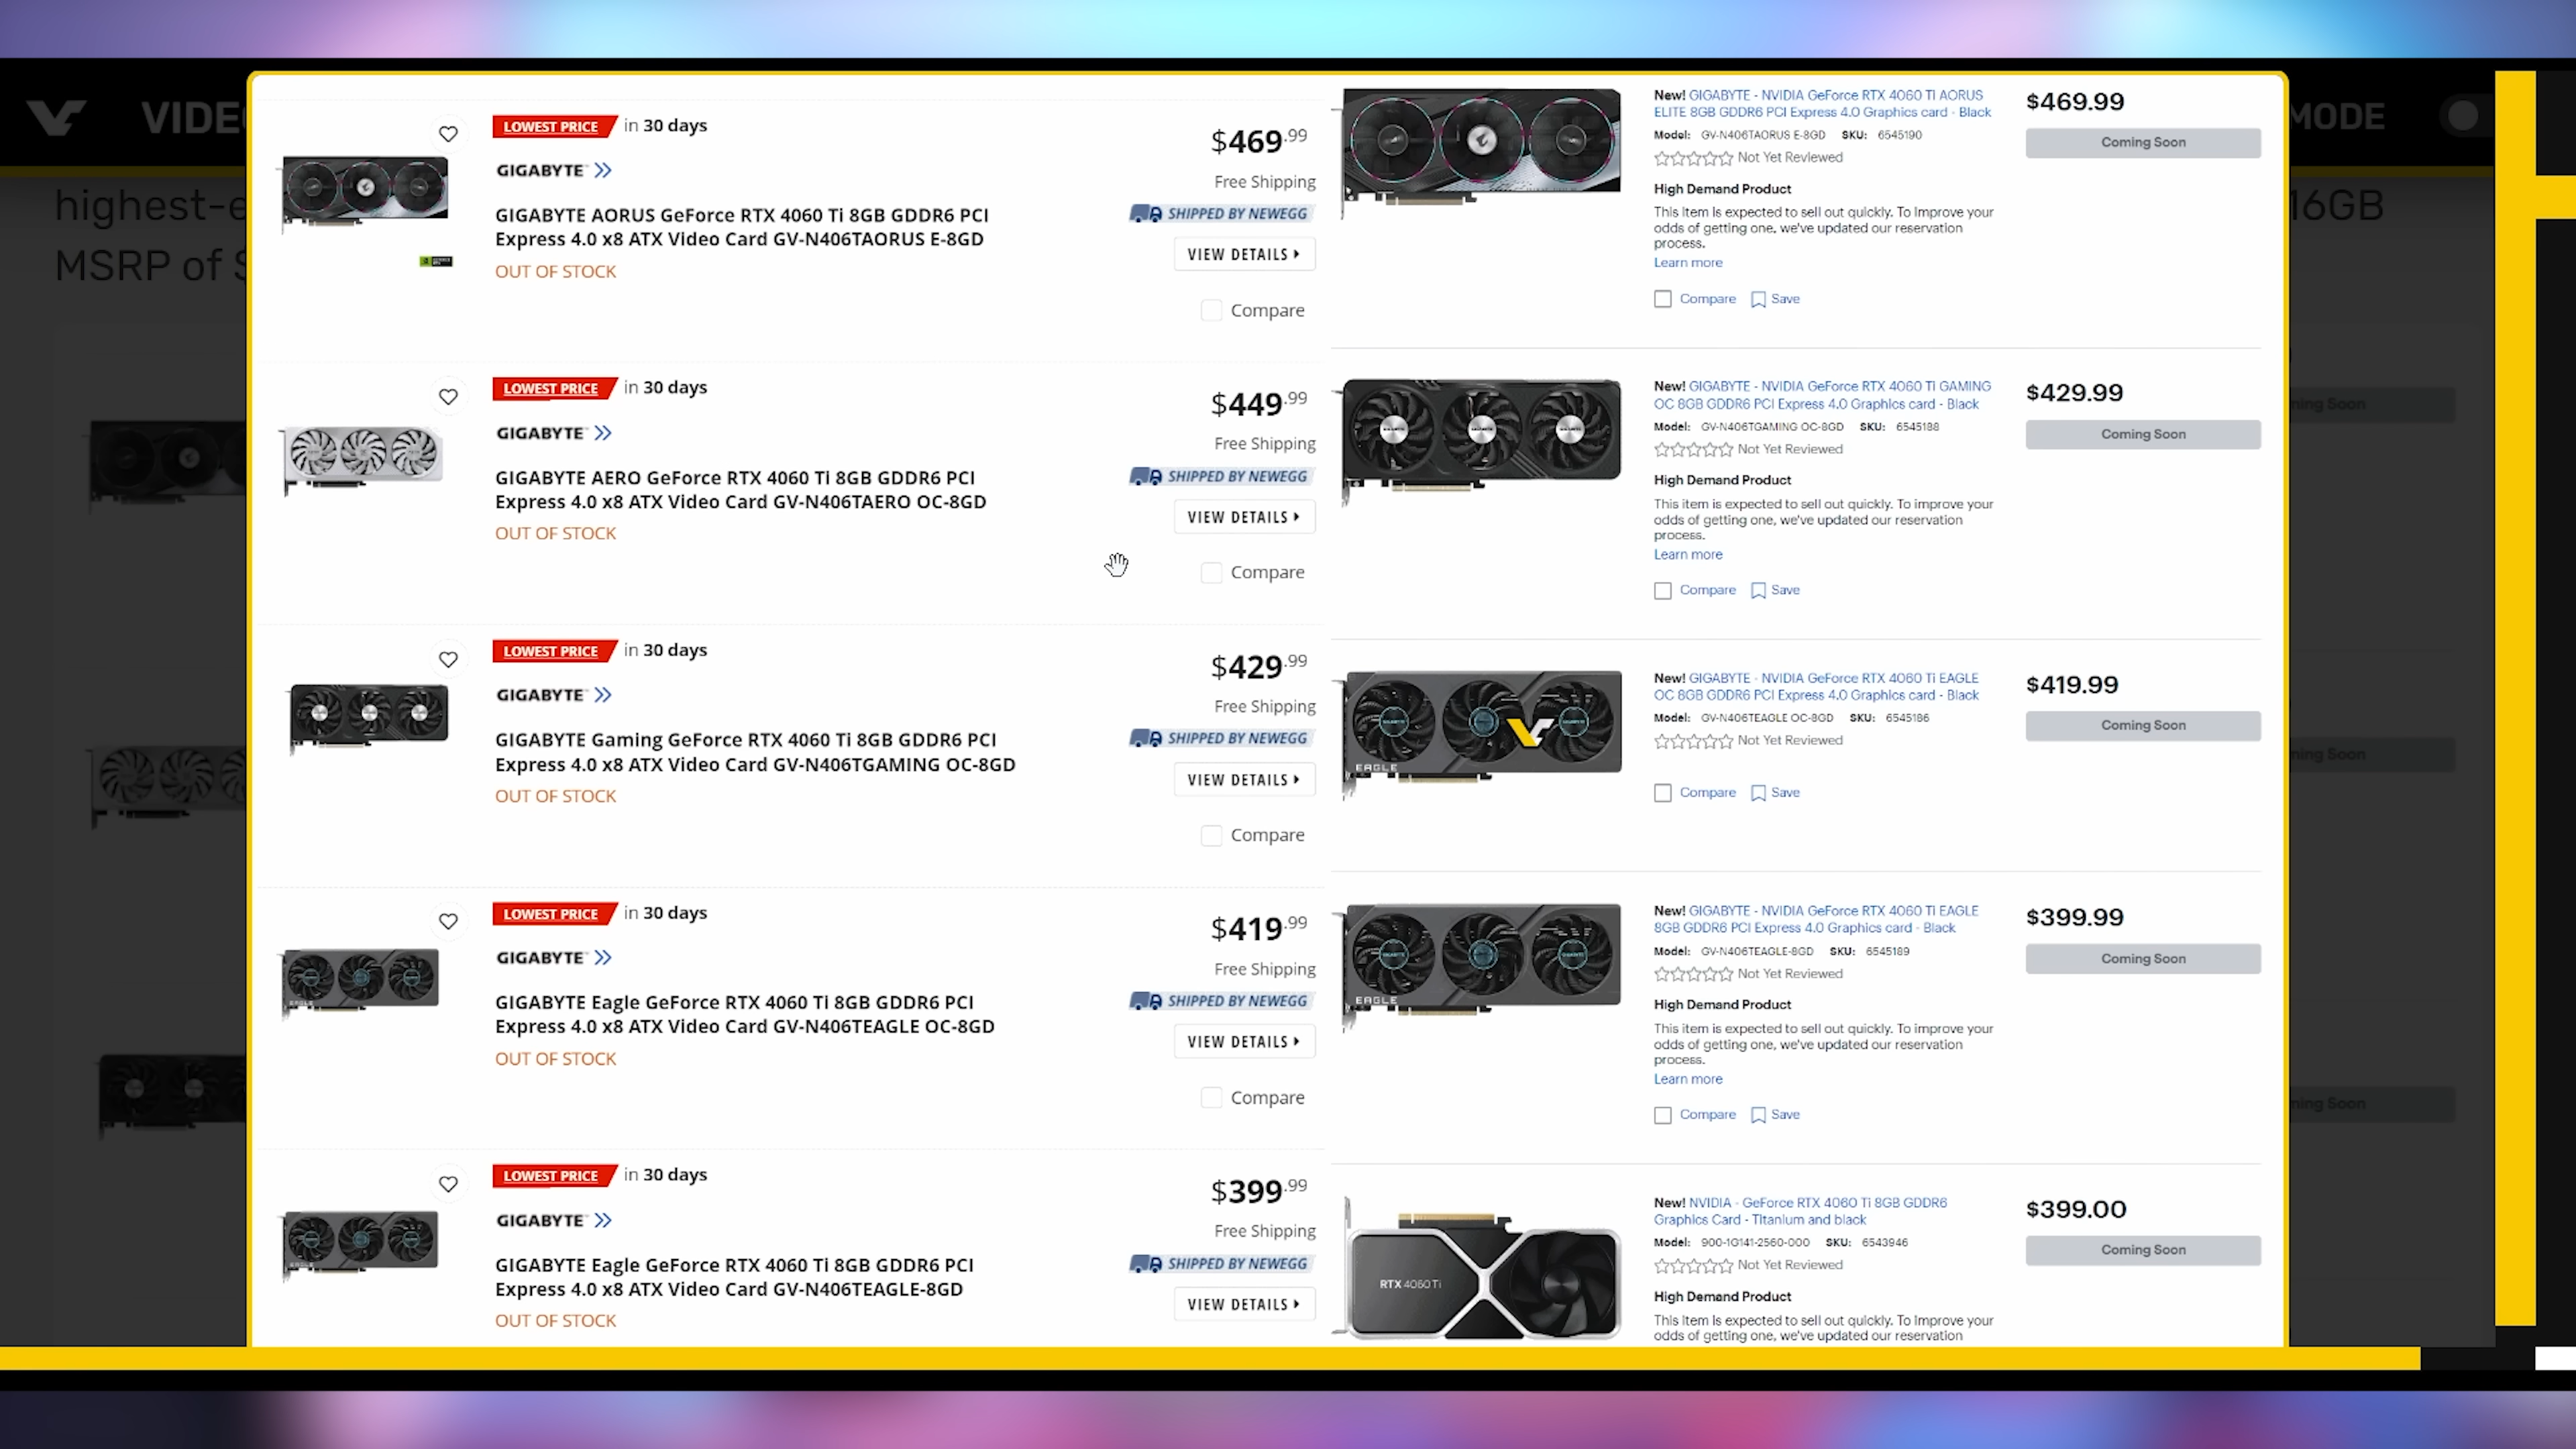 VIDE
MODE
highest-e
16GB
MSRP of $
LOWEST PRICE in 30 days
GIGABYTE
GIGABYTE AORUS GeForce RTX 4060 Ti 8GB GDDR6 PCI
Express 4.0 x8 ATX Video Card GV-N406TAORUS E-8GD
OUT OF STOCK
$469.99
Free Shipping
SHIPPED BY NEWEGG
VIEW DETAILS
Compare
LOWEST PRICE in 30 days
GIGABYTE
GIGABYTE AERO GeForce RTX 4060 Ti 8GB GDDR6 PCI
Express 4.0 x8 ATX Video Card GV-N406TAERO OC-8GD
OUT OF STOCK
$449.99
Free Shipping
SHIPPED BY NEWEGG
VIEW DETAILS
Compare
LOWEST PRICE in 30 days
GIGABYTE
GIGABYTE Gaming GeForce RTX 4060 Ti 8GB GDDR6 PCI
Express 4.0 x8 ATX Video Card GV-N406TGAMING OC-8GD
OUT OF STOCK
$429.99
Free Shipping
SHIPPED BY NEWEGG
VIEW DETAILS
Compare
LOWEST PRICE in 30 days
GIGABYTE
GIGABYTE Eagle GeForce RTX 4060 Ti 8GB GDDR6 PCI
Express 4.0 x8 ATX Video Card GV-N406TEAGLE OC-8GD
OUT OF STOCK
$419.99
Free Shipping
SHIPPED BY NEWEGG
VIEW DETAILS
Compare
LOWEST PRICE in 30 days
GIGABYTE
GIGABYTE Eagle GeForce RTX 4060 Ti 8GB GDDR6 PCI
Express 4.0 x8 ATX Video Card GV-N406TEAGLE-8GD
OUT OF STOCK
$399.99
Free Shipping
SHIPPED BY NEWEGG
VIEW DETAILS
New! GIGABYTE - NVIDIA GeForce RTX 4060 Ti AORUS
ELITE 8GB GDDR6 PCI Express 4.0 Graphics card - Black
Model: GV-N406TAORUS E-8GD SKU: 6545190
Not Yet Reviewed
High Demand Product
This item is expected to sell out quickly. To improve your
odds of getting one, we've updated our reservation
process.
Learn more
Compare Save
$469.99
Coming Soon
New! GIGABYTE - NVIDIA GeForce RTX 4060 Ti GAMING
OC 8GB GDDR6 PCI Express 4.0 Graphics card - Black
Model: GV-N406TGAMING OC-8GD SKU: 6545188
Not Yet Reviewed
High Demand Product
This item is expected to sell out quickly. To improve your
odds of getting one, we've updated our reservation
process.
Learn more
Compare Save
$429.99
Coming Soon
EAGLE
New! GIGABYTE - NVIDIA GeForce RTX 4060 Ti EAGLE
OC 8GB GDDR6 PCI Express 4.0 Graphics card - Black
Model: GV-N406TEAGLE OC-8GD SKU: 6545186
Not Yet Reviewed
Compare Save
$419.99
Coming Soon
EAGLE
New! GIGABYTE - NVIDIA GeForce RTX 4060 Ti EAGLE
8GB GDDR6 PCI Express 4.0 Graphics card - Black
Model: GV-N406TEAGLE-8GD SKU: 6545189
Not Yet Reviewed
High Demand Product
This item is expected to sell out quickly. To improve your
odds of getting one, we've updated our reservation
process.
Learn more
Compare Save
$399.99
Coming Soon
RTX 4060 Ti
New! NVIDIA - GeForce RTX 4060 Ti 8GB GDDR6
Graphics Card - Titanium and black
Model: 900-1G141-2560-000 SKU: 6543946
Not Yet Reviewed
High Demand Product
This item is expected to sell out quickly. To improve your
odds of getting one, we've updated our reservation
$399.00
Coming Soon
ning Soon
ning Soon
ning Soon